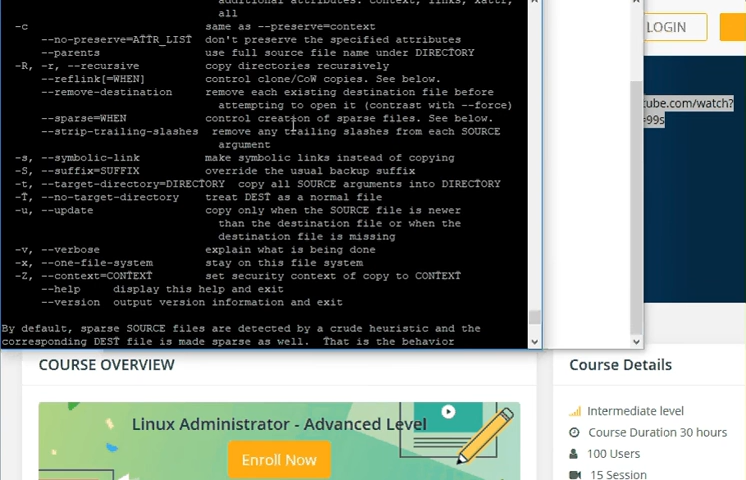 additional attributes: context, links, xattr,
all
-c same as --preserve=context
--no-preserve=ATTR_LIST don't preserve the specified attributes
--parents use full source file name under DIRECTORY
-R, -r, --recursive copy directories recursively
--reflink[=WHEN] control clone/CoW copies. See below.
--remove-destination remove each existing destination file before
attempting to open it (contrast with --force)
--sparse=WHEN control creation of sparse files. See below.
--strip-trailing-slashes remove any trailing slashes from each SOURCE
argument
-s, --symbolic-link make symbolic links instead of copying
-S, --suffix=SUFFIX override the usual backup suffix
-t, --target-directory=DIRECTORY copy all SOURCE arguments into DIRECTORY
-T, --no-target-directory treat DEST as a normal file
-u, --update copy only when the SOURCE file is newer
than the destination file or when the
destination file is missing
-v, --verbose explain what is being done
-x, --one-file-system stay on this file system
-Z, --context=CONTEXT set security context of copy to CONTEXT
--help display this help and exit
--version output version information and exit
By default, sparse SOURCE files are detected by a crude heuristic and the
corresponding DEST file is made sparse as well. That is the behavior
LOGIN
tube.com/watch?
=99s
COURSE OVERVIEW
Linux Administrator - Advanced Level
Enroll Now
Course Details
Intermediate level
Course Duration 30 hours
100 Users
15 Session